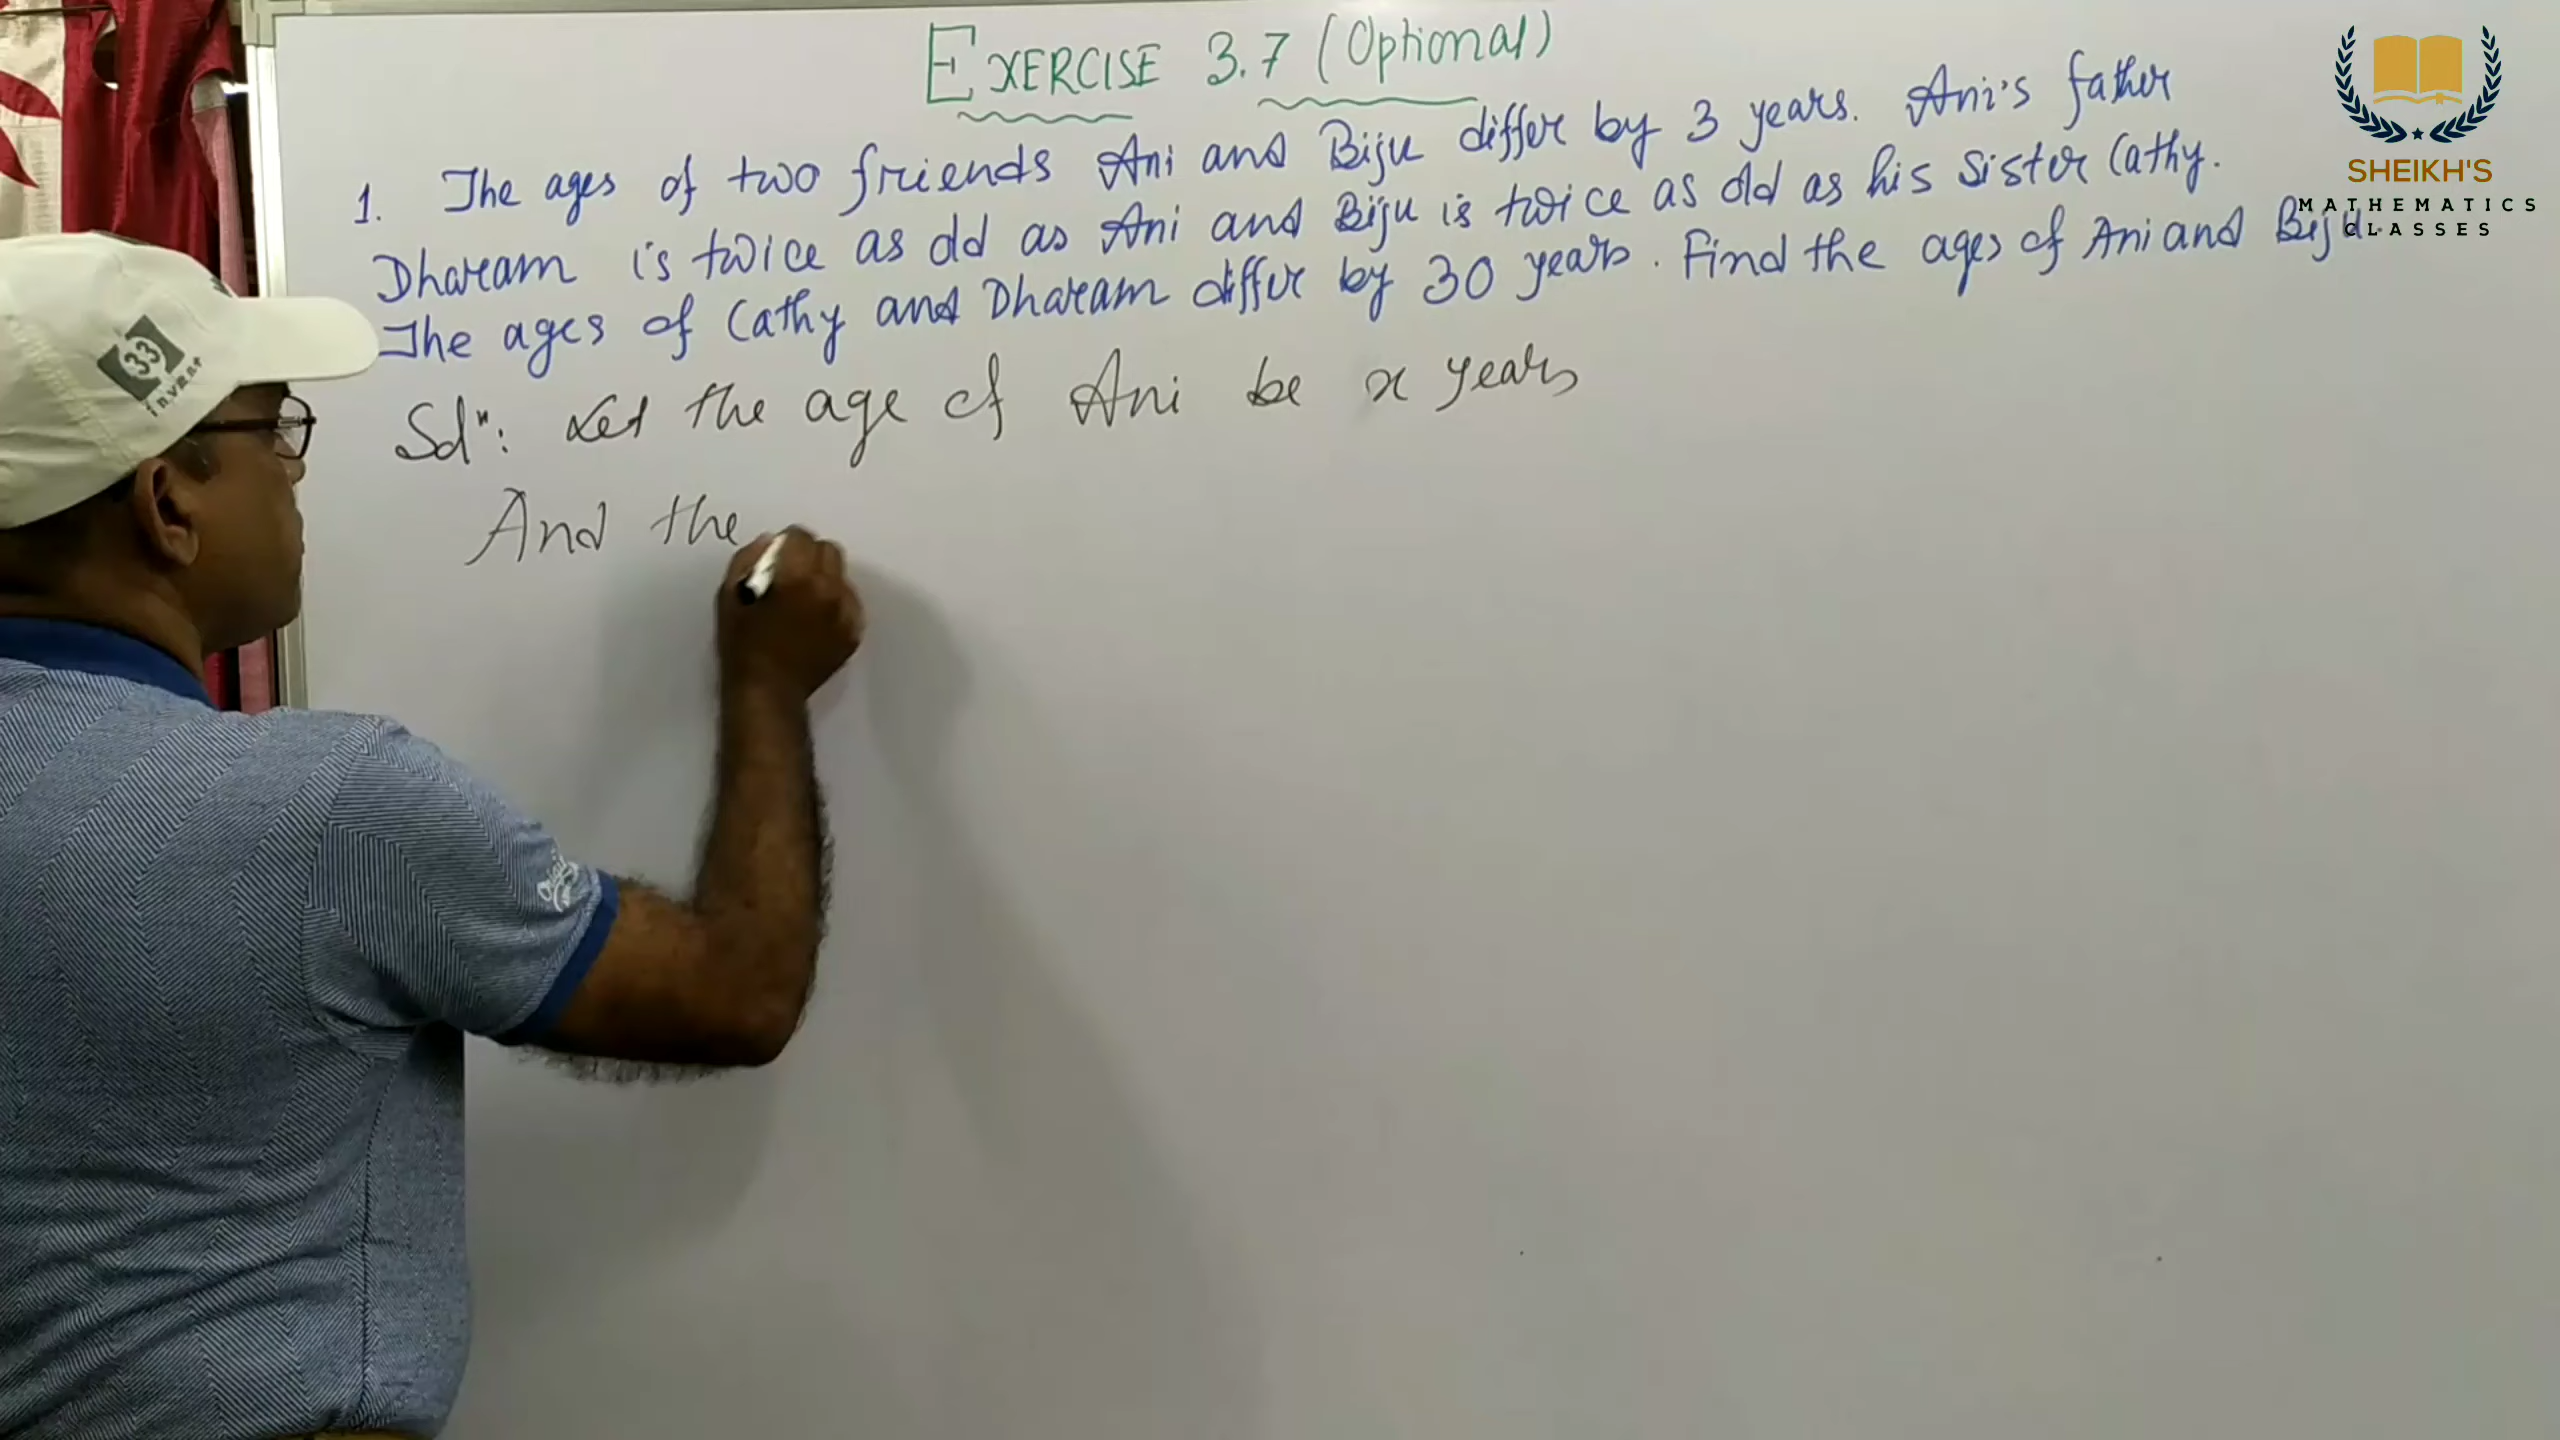 EXERCISE 3.7 (Optional)
1. The ages of two friends Ani and Biju differ by 3 years. Ani's father
Dharam is twice as old as Ani and Biju is twice as old as his sister Cathy.
The ages of Cathy and Dharam differ by 30 years. Find the ages of Ani and Biju.
Solⁿ: Let the age of Ani be x years
And the
SHEIKH'S
MATHEMATICS
CLASSES
33
invest